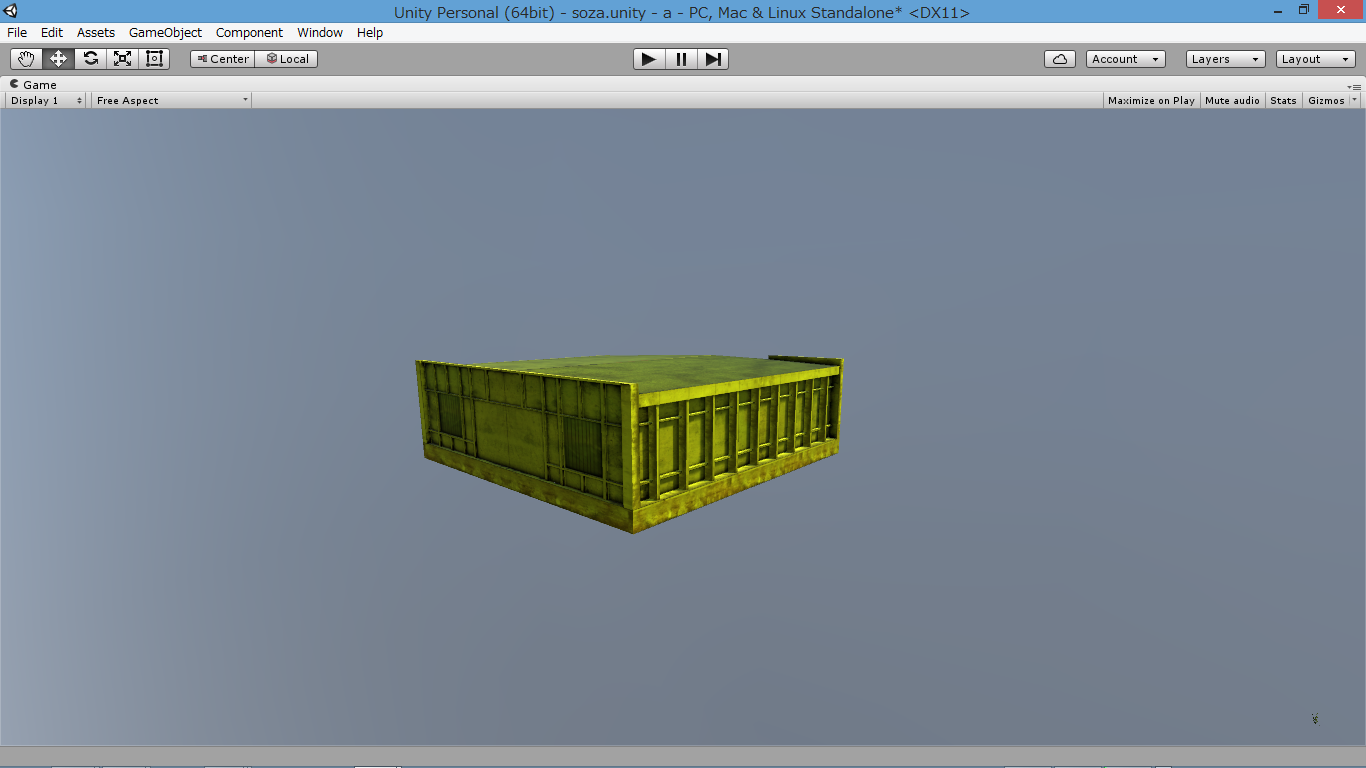 Unity Personal (64bit) - soza.unity - a - PC, Mac & Linux Standalone* <DX11>
File Edit Assets GameObject Component Window Help
Center Local Account Layers Layout
Game
Display 1 Free Aspect Maximize on Play Mute audio Stats Gizmos